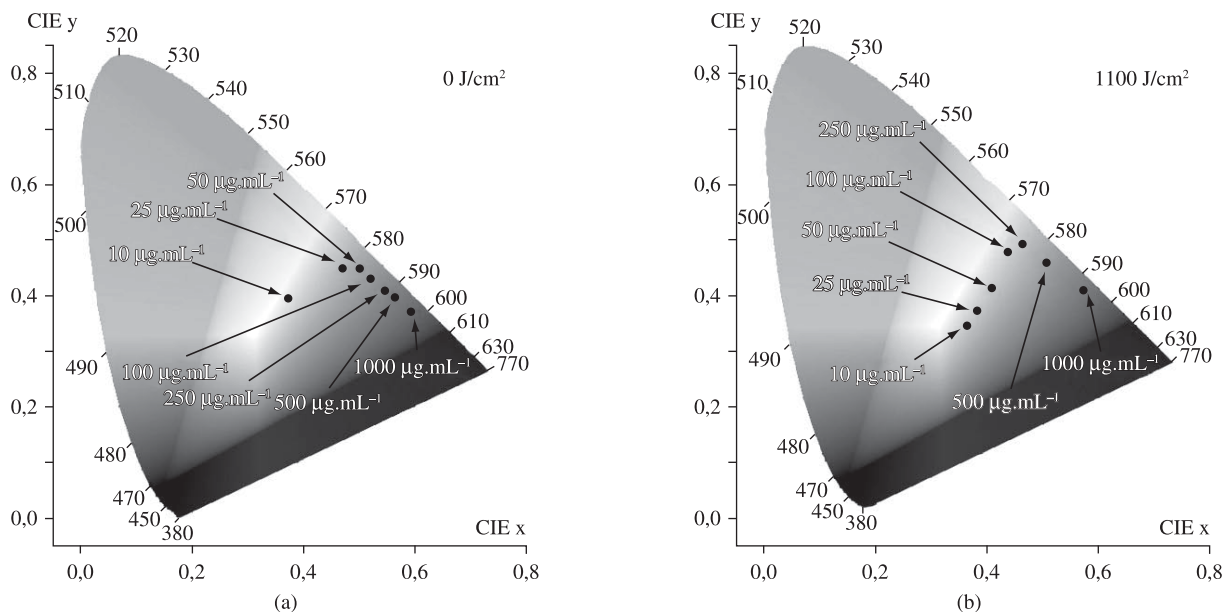 CIE y
520
530
0 J/cm²
0,8
510
540
550
560
50 μg.mL⁻¹
0,6
570
25 μg.mL⁻¹
500
580
10 μg.mL⁻¹
590
0,4
600
610
490
630
1000 μg.mL⁻¹
770
100 μg.mL⁻¹
250 μg.mL⁻¹
500 μg.mL⁻¹
0,2
480
470
450
0,0
380
CIE x
0,0 0,2 0,4 0,6 0,8
(a)
CIE y
520
530
1100 J/cm²
0,8
510
540
550
250 μg.mL⁻¹
560
100 μg.mL⁻¹
0,6
570
500
50 μg.mL⁻¹
580
590
25 μg.mL⁻¹
0,4
600
610
490
630
1000 μg.mL⁻¹
770
10 μg.mL⁻¹
500 μg.mL⁻¹
0,2
480
470
450
0,0
380
CIE x
0,0 0,2 0,4 0,6 0,8
(b)